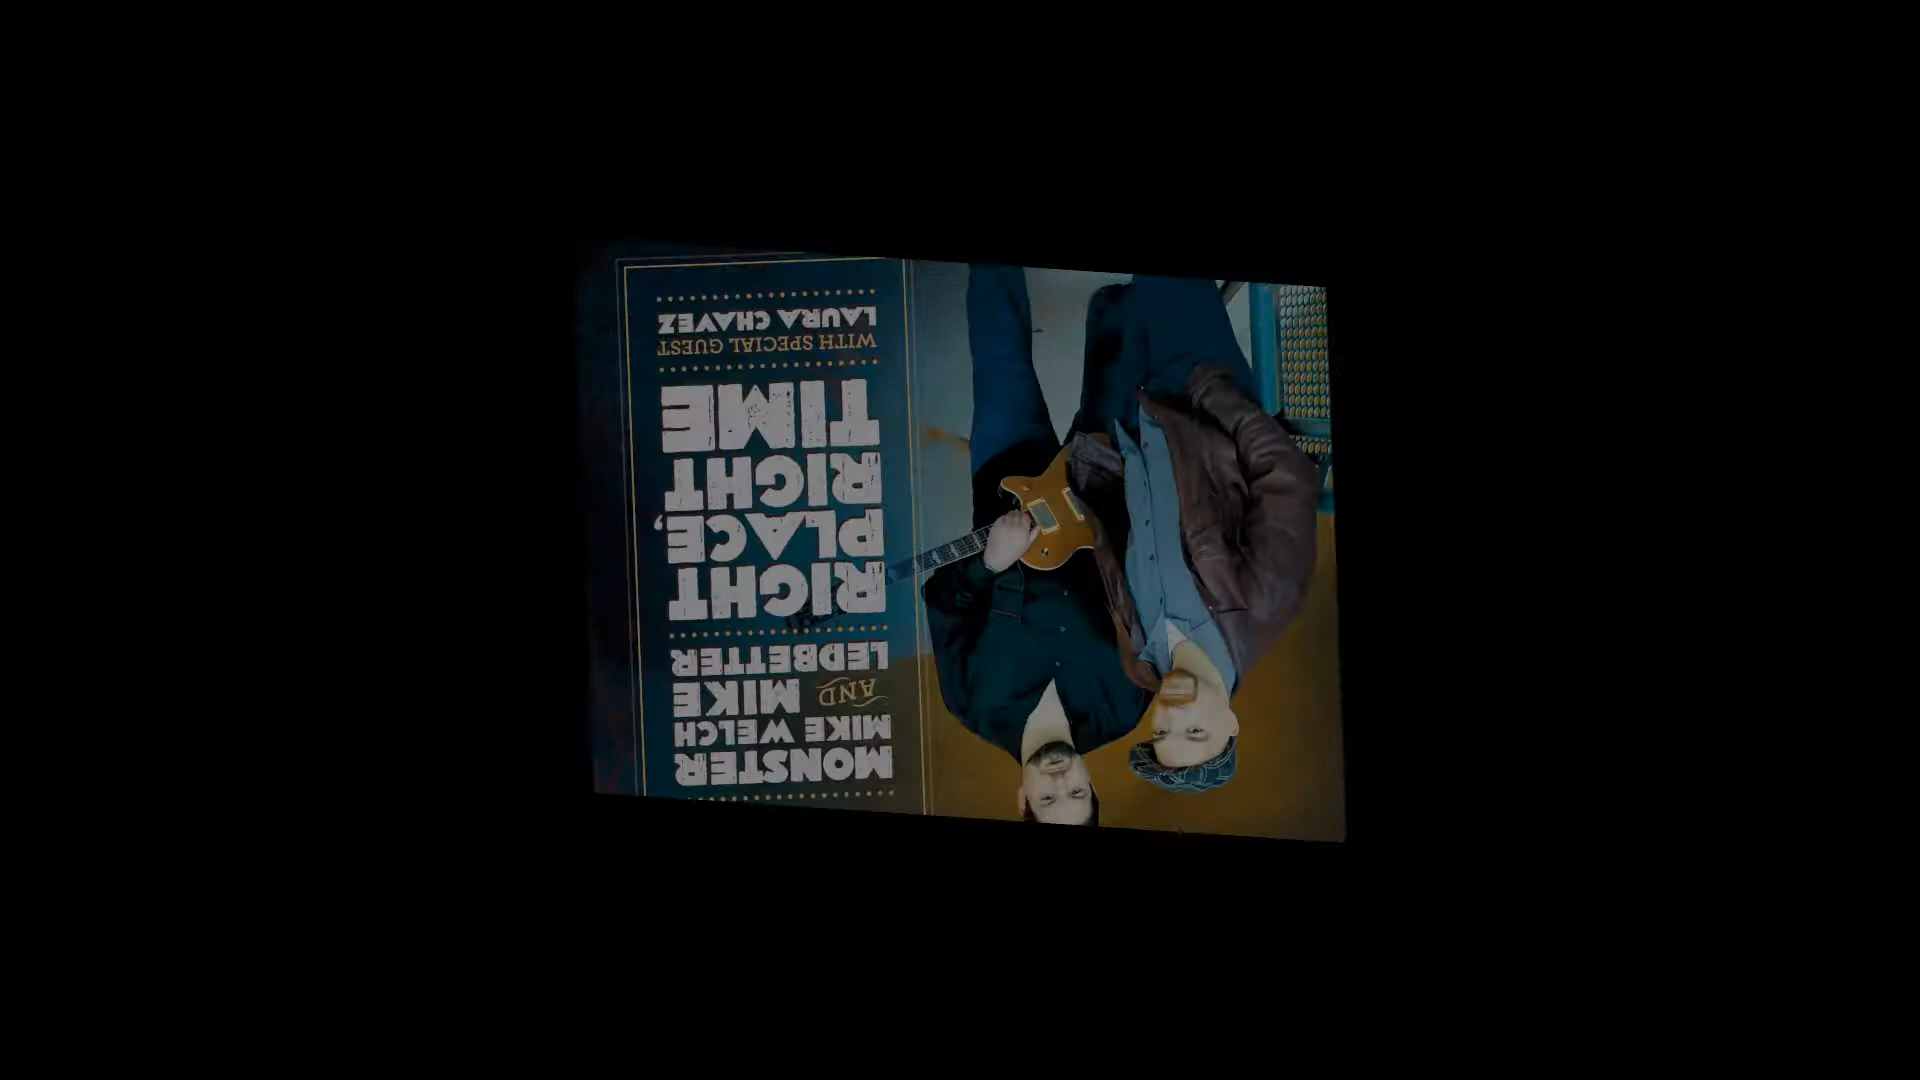 MONSTER
MIKE WELCH
AND MIKE
LEDBETTER
RIGHT
PLACE,
RIGHT
TIME
WITH SPECIAL GUEST
LAURA CHAVEZ